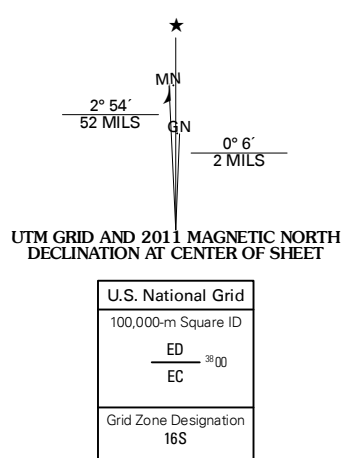 ★
MN
2° 54´
52 MILS
GN
0° 6´
2 MILS
UTM GRID AND 2011 MAGNETIC NORTH
DECLINATION AT CENTER OF SHEET
U.S. National Grid
100,000-m Square ID
ED
3800
EC
Grid Zone Designation
16S